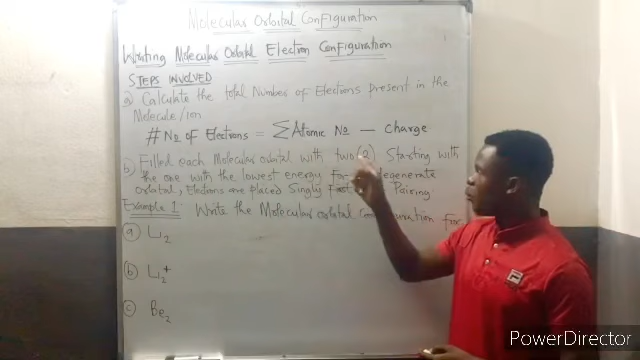 Molecular Orbital Configuration
Writing Molecular Orbital Electron Configuration
STEPS INVOLVED
(a) Calculate the total Number of Electrons present in the
Molecule/ion
# No of Electrons = ∑ Atomic No — charge
(b) Filled each Molecular orbital with two(2) Starting with
the one with the lowest energy For degenerate
orbital, Electrons are placed Singly First Pairing.
Example 1: Write the Molecular orbital Configuration For
(a) Li2
(b) Li2+
(c) Be2
FILA
PowerDirector